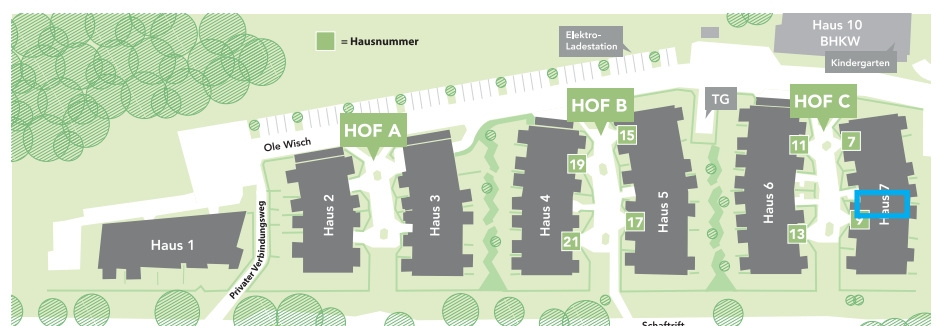 Haus 10
BHKW
Kindergarten
Elektro-
Ladestation
= Hausnummer
TG
HOF A
HOF B
HOF C
Ole Wisch
15
19
11
7
17
21
13
9
Haus 1
Haus 2
Haus 3
Haus 4
Haus 5
Haus 6
Haus 7
Privater Verbindungsweg
Schaftrift